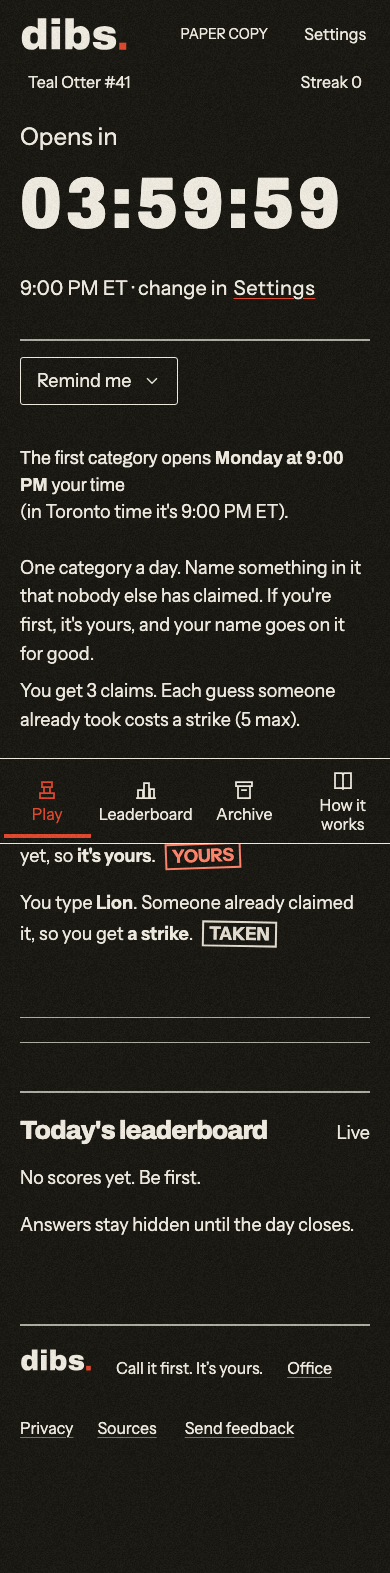 dibs.
PAPER COPY
Settings
Teal Otter #41
Streak 0
Opens in
03:59:59
9:00 PM ET · change in Settings
Remind me
The first category opens Monday at 9:00
PM your time
(in Toronto time it's 9:00 PM ET).
One category a day. Name something in it
that nobody else has claimed. If you're
first, it's yours, and your name goes on it
for good.
You get 3 claims. Each guess someone
already took costs a strike (5 max).
Play
Leaderboard
Archive
How it
works
yet, so it's yours. YOURS
You type Lion. Someone already claimed
it, so you get a strike. TAKEN
Today's leaderboard
Live
No scores yet. Be first.
Answers stay hidden until the day closes.
dibs.
Call it first. It's yours.
Office
Privacy
Sources
Send feedback